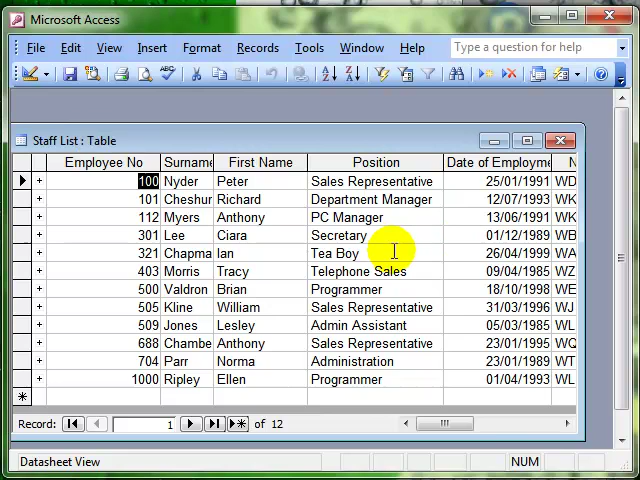 Microsoft Access
File Edit View Insert Format Records Tools Window Help Type a question for help
Staff List : Table
Employee No Surname First Name Position Date of Employme N
100 Nyder Peter Sales Representative 25/01/1991 WD
101 Cheshur Richard Department Manager 12/07/1993 WK
112 Myers Anthony PC Manager 13/06/1991 WK
301 Lee Ciara Secretary 01/12/1989 WB
321 Chapma Ian Tea Boy 26/04/1999 WA
403 Morris Tracy Telephone Sales 09/04/1985 WZ
500 Valdron Brian Programmer 18/10/1998 WE
505 Kline William Sales Representative 31/03/1996 WJ
509 Jones Lesley Admin Assistant 05/03/1985 WL
688 Chambe Anthony Sales Representative 23/01/1995 WQ
704 Parr Norma Administration 23/01/1989 WT
1000 Ripley Ellen Programmer 01/04/1993 WL
Record: 1 of 12
Datasheet View NUM